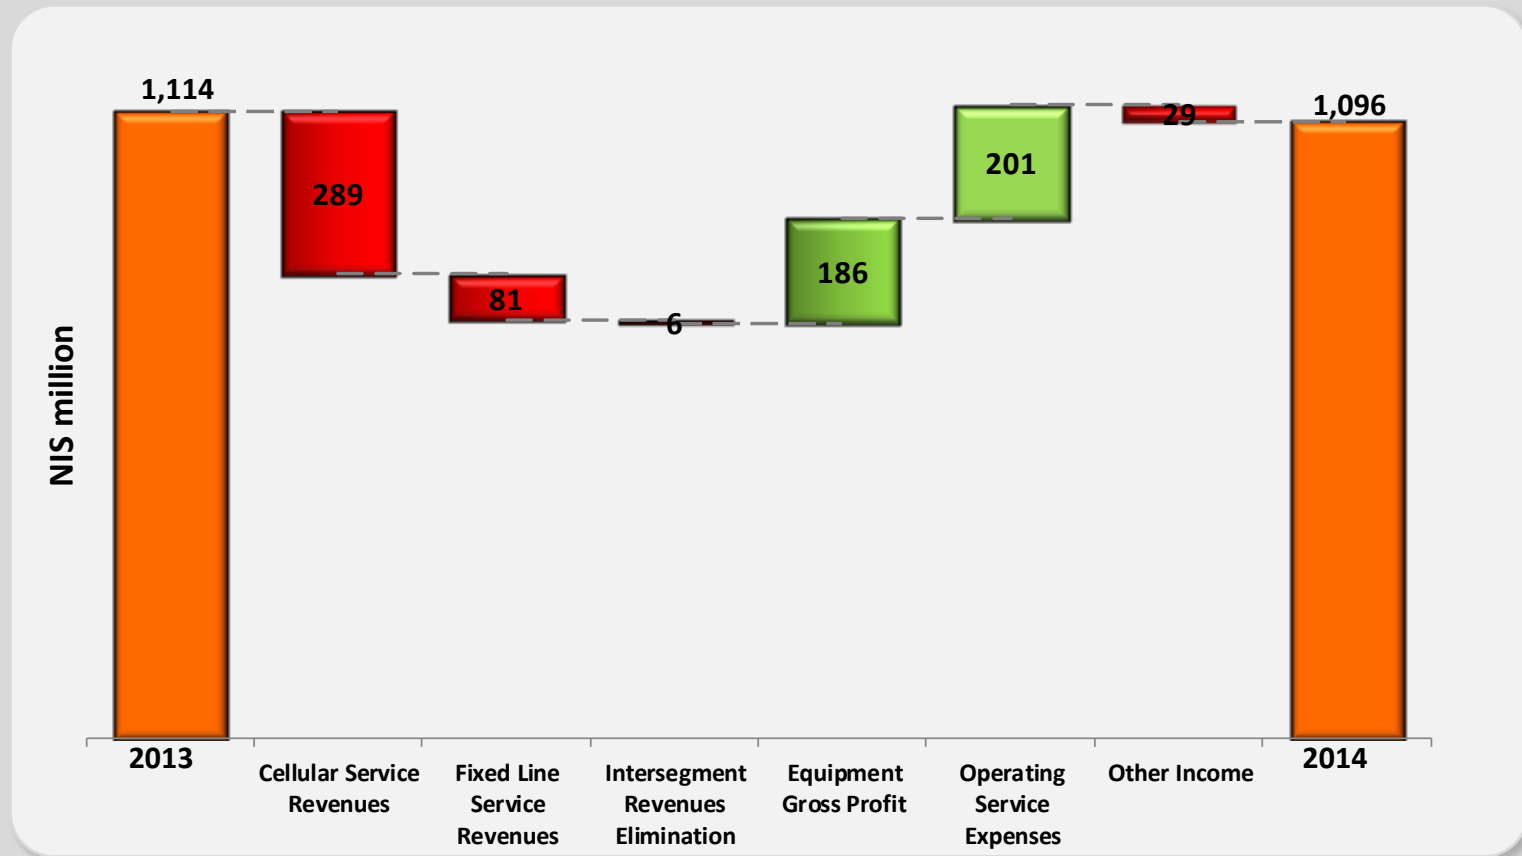 1,114
289
81
6
186
201
29
1,096
NIS million
2013
Cellular Service
Revenues
Fixed Line
Service
Revenues
Intersegment
Revenues
Elimination
Equipment
Gross Profit
Operating
Service
Expenses
Other Income
2014